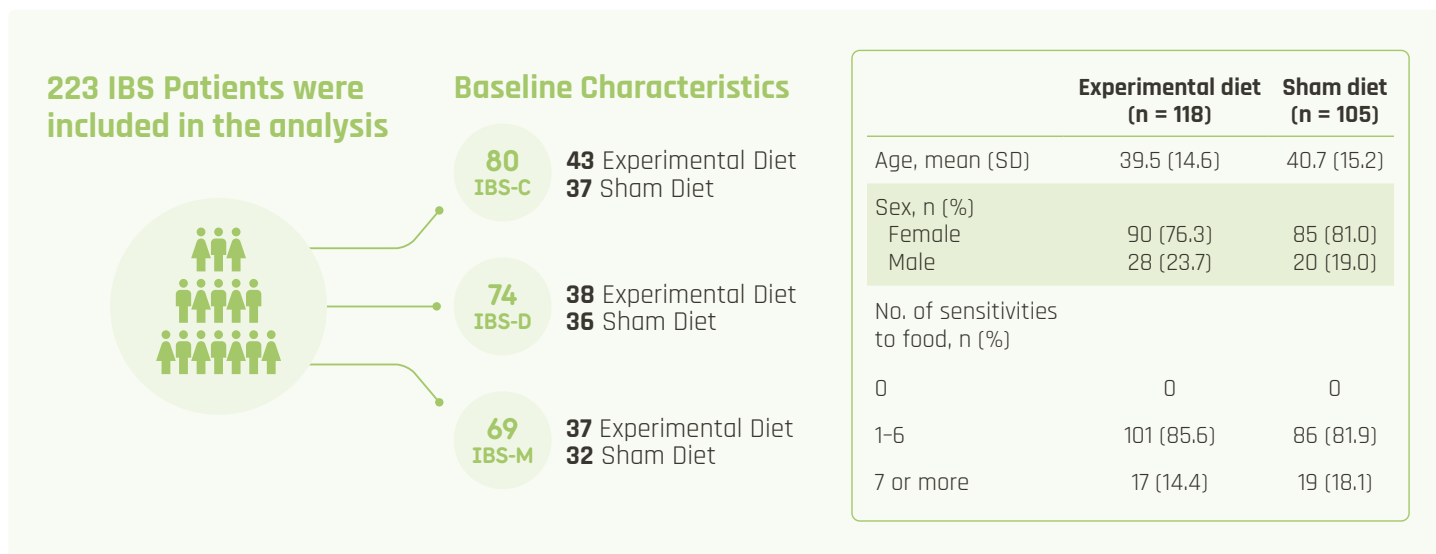 223 IBS Patients were
included in the analysis
Baseline Characteristics
80
IBS-C
43 Experimental Diet
37 Sham Diet
74
IBS-D
38 Experimental Diet
36 Sham Diet
69
IBS-M
37 Experimental Diet
32 Sham Diet
Experimental diet Sham diet
(n = 118) (n = 105)
Age, mean (SD) 39.5 (14.6) 40.7 (15.2)
Sex, n (%)
Female 90 (76.3) 85 (81.0)
Male 28 (23.7) 20 (19.0)
No. of sensitivities
to food, n (%)
0 0 0
1–6 101 (85.6) 86 (81.9)
7 or more 17 (14.4) 19 (18.1)